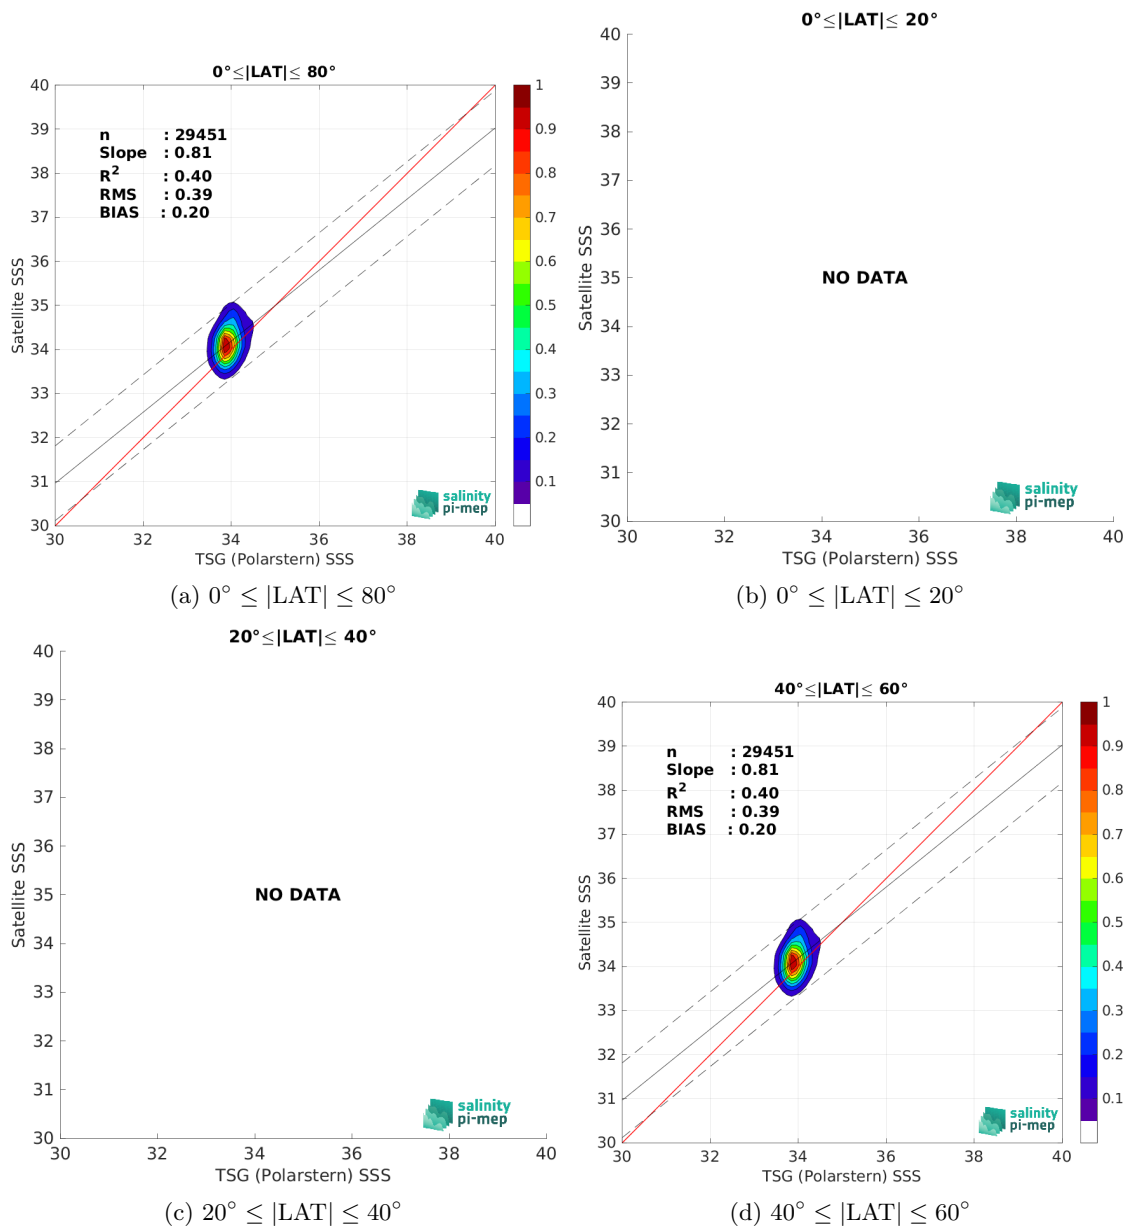 0°≤|LAT|≤ 80°
40
39
38
37
36
35
34
33
32
31
30
Satellite SSS
n : 29451
Slope : 0.81
R² : 0.40
RMS : 0.39
BIAS : 0.20
salinity
pi-mep
30 32 34 36 38 40
TSG (Polarstern) SSS
1
0.9
0.8
0.7
0.6
0.5
0.4
0.3
0.2
0.1
(a) 0° ≤ |LAT| ≤ 80°
0°≤|LAT|≤ 20°
40
39
38
37
36
35
34
33
32
31
30
Satellite SSS
NO DATA
salinity
pi-mep
30 32 34 36 38 40
TSG (Polarstern) SSS
(b) 0° ≤ |LAT| ≤ 20°
20°≤|LAT|≤ 40°
40
39
38
37
36
35
34
33
32
31
30
Satellite SSS
NO DATA
salinity
pi-mep
30 32 34 36 38 40
TSG (Polarstern) SSS
(c) 20° ≤ |LAT| ≤ 40°
40°≤|LAT|≤ 60°
40
39
38
37
36
35
34
33
32
31
30
Satellite SSS
n : 29451
Slope : 0.81
R² : 0.40
RMS : 0.39
BIAS : 0.20
salinity
pi-mep
30 32 34 36 38 40
TSG (Polarstern) SSS
1
0.9
0.8
0.7
0.6
0.5
0.4
0.3
0.2
0.1
(d) 40° ≤ |LAT| ≤ 60°